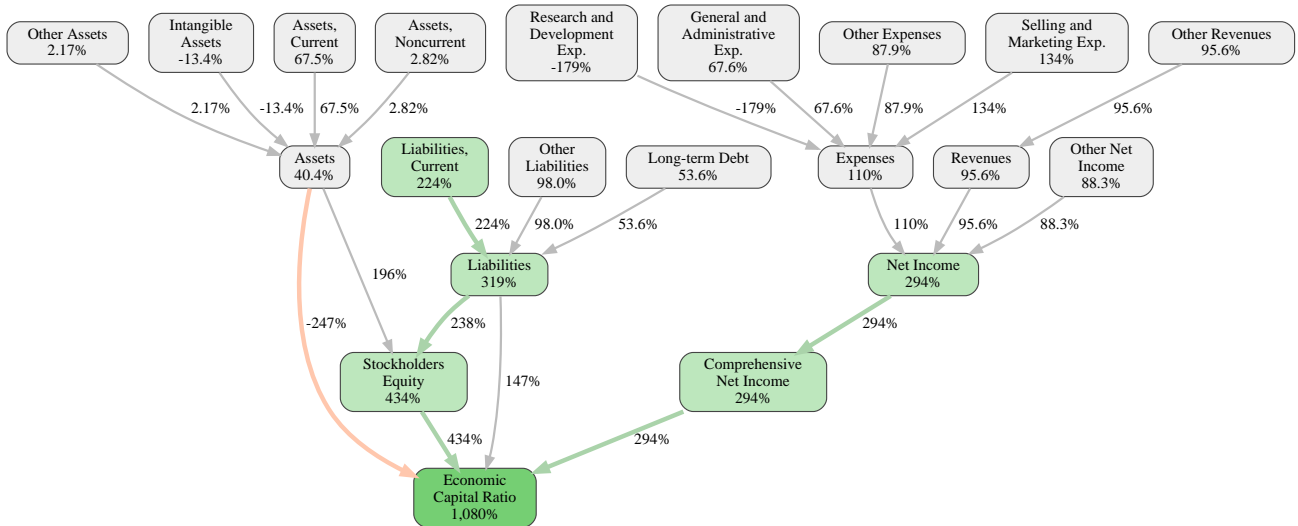 Other Assets
2.17%
Intangible
Assets
-13.4%
Assets,
Current
67.5%
Assets,
Noncurrent
2.82%
Research and
Development
Exp.
-179%
General and
Administrative
Exp.
67.6%
Other Expenses
87.9%
Selling and
Marketing Exp.
134%
Other Revenues
95.6%
2.17%
-13.4%
67.5%
2.82%
-179%
67.6%
87.9%
134%
95.6%
Assets
40.4%
Liabilities,
Current
224%
Other
Liabilities
98.0%
Long-term Debt
53.6%
Expenses
110%
Revenues
95.6%
Other Net
Income
88.3%
224%
98.0%
53.6%
110%
95.6%
88.3%
Liabilities
319%
Net Income
294%
196%
-247%
238%
294%
Stockholders
Equity
434%
147%
Comprehensive
Net Income
294%
434%
294%
Economic
Capital Ratio
1,080%